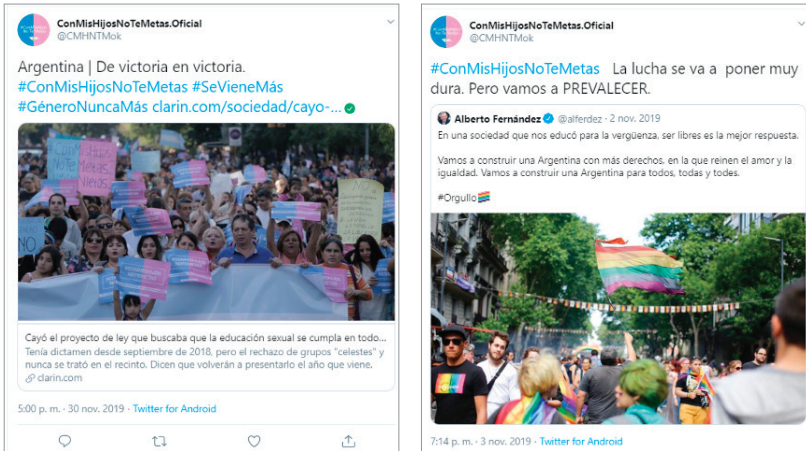 ConMisHijosNoTeMetas.Oficial
@CMHNTMok
Argentina | De victoria en victoria.
#ConMisHijosNoTeMetas #SeVieneMás
#GéneroNuncaMás clarin.com/sociedad/cayo-...
Cayó el proyecto de ley que buscaba que la educación sexual se cumpla en todo...
Tenía dictamen desde septiembre de 2018, pero el rechazo de grupos "celestes" y
nunca se trató en el recinto. Dicen que volverán a presentarlo el año que viene.
clarin.com
5:00 p. m. · 30 nov. 2019 · Twitter for Android
ConMisHijosNoTeMetas.Oficial
@CMHNTMok
#ConMisHijosNoTeMetas La lucha se va a poner muy
dura. Pero vamos a PREVALECER.
Alberto Fernández @alferdez · 2 nov. 2019
En una sociedad que nos educó para la vergüenza, ser libres es la mejor respuesta.
Vamos a construir una Argentina con más derechos, en la que reinen el amor y la
igualdad. Vamos a construir una Argentina para todos, todas y todes.
#Orgullo
7:14 p. m. · 3 nov. 2019 · Twitter for Android